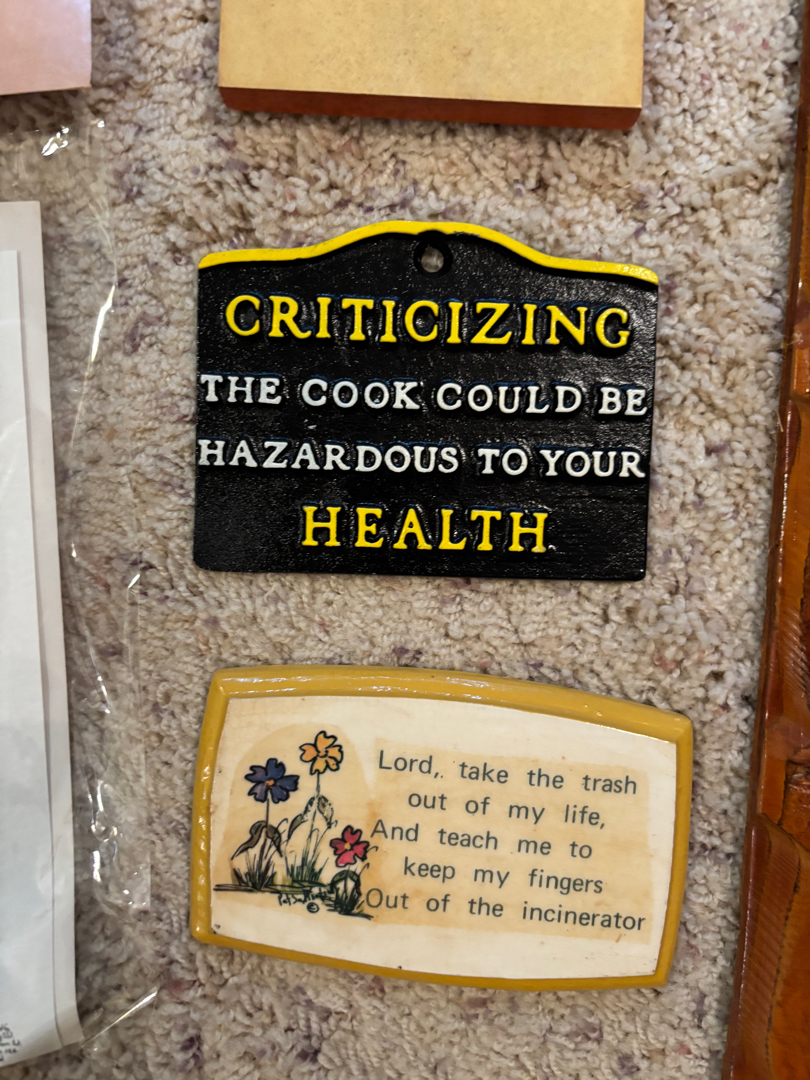 CRITICIZING
THE COOK COULD BE
HAZARDOUS TO YOUR
HEALTH
Lord, take the trash
out of my life,
And teach me to
keep my fingers
Out of the incinerator
©